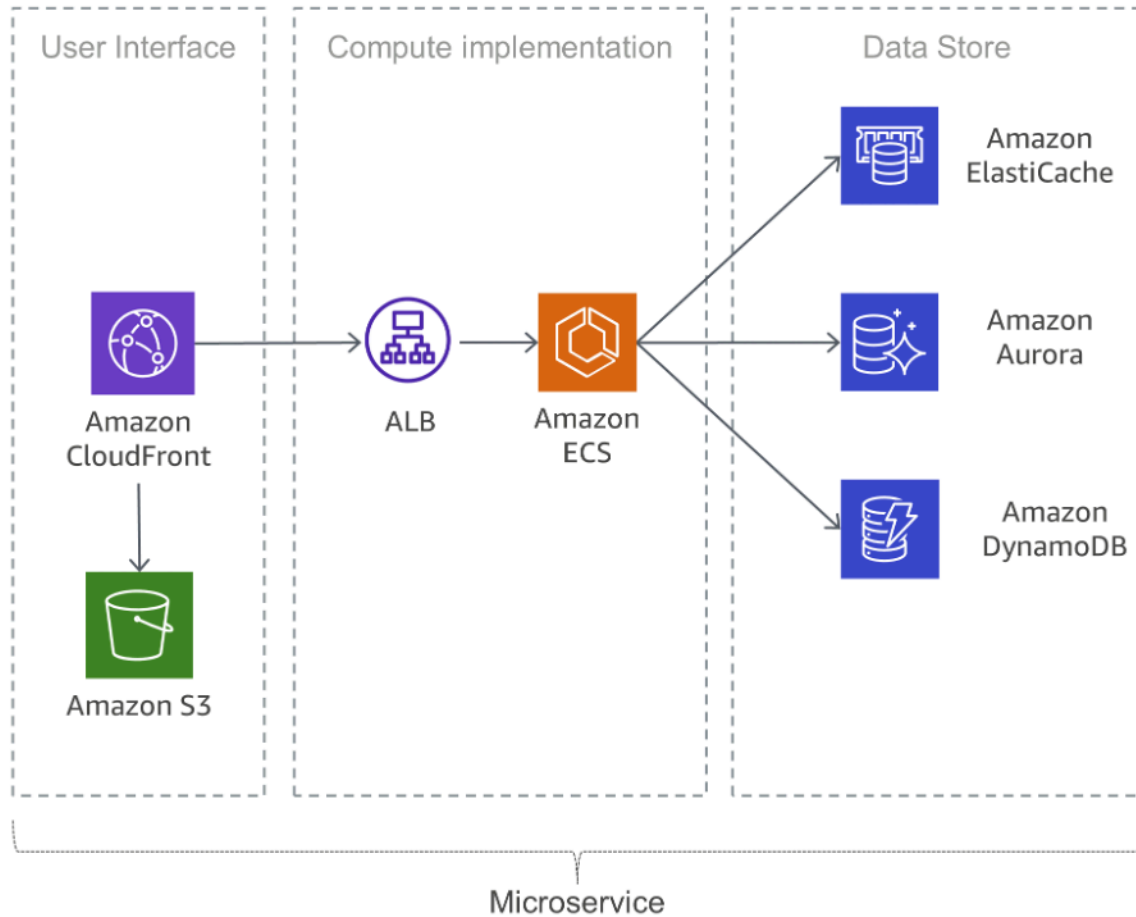 User Interface
Compute implementation
Data Store
Amazon
ElastiCache
Amazon
CloudFront
ALB
Amazon
ECS
Amazon
Aurora
Amazon
DynamoDB
Amazon S3
Microservice